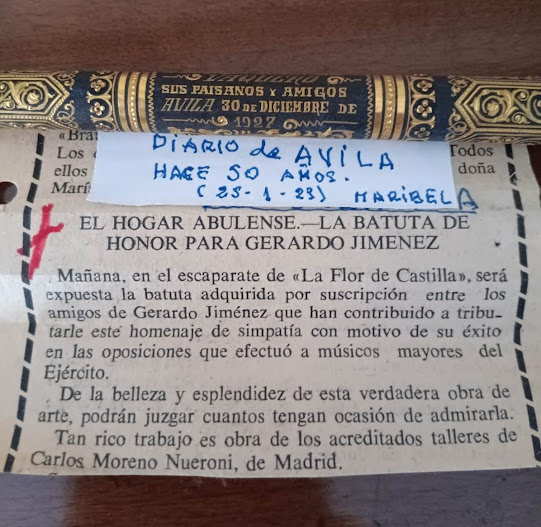 VAQUERO
SUS PAISANOS Y AMIGOS
AVILA 30 DE DICIEMBRE DE
1927
«Bra
Los
Todos
ellos
doña
Marí
DIARIO de AVILA
HACE 50 AÑOS.
(25-1-23) MARIBELA
EL HOGAR ABULENSE.—LA BATUTA DE
HONOR PARA GERARDO JIMENEZ
Mañana, en el escaparate de «La Flor de Castilla», será
expuesta la batuta adquirida por suscripción entre los
amigos de Gerardo Jiménez que han contribuido a tribu-
tarle este homenaje de simpatía con motivo de su éxito
en las oposiciones que efectuó a músicos mayores del
Ejército.
De la belleza y esplendidez de esta verdadera obra de
arte, podrán juzgar cuantos tengan ocasión de admirarla.
Tan rico trabajo es obra de los acreditados talleres de
Carlos Moreno Nueroni, de Madrid.